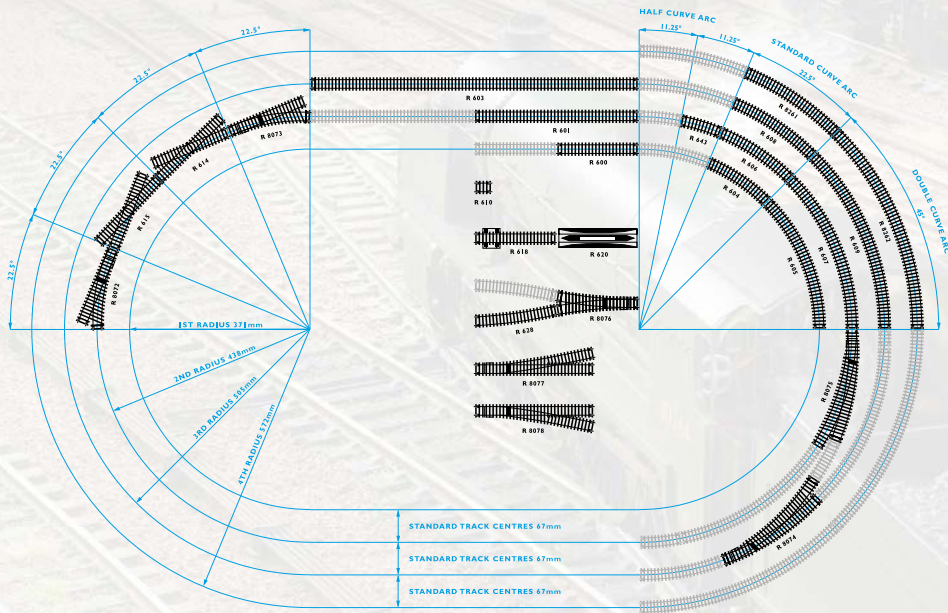 HALF CURVE ARC
11.25°
11.25°
STANDARD CURVE ARC
22.5°
DOUBLE CURVE ARC
45°
22.5°
22.5°
22.5°
22.5°
R 603
R 601
R 600
R 610
R 618
R 620
R 628
R 8076
R 8077
R 8078
R 8073
R 614
R 615
R 8072
R 8261
R 643
R 608
R 606
R 604
R 8262
R 609
R 607
R 605
R 8075
R 8074
1ST RADIUS 371mm
2ND RADIUS 438mm
3RD RADIUS 505mm
4TH RADIUS 572mm
STANDARD TRACK CENTRES 67mm
STANDARD TRACK CENTRES 67mm
STANDARD TRACK CENTRES 67mm